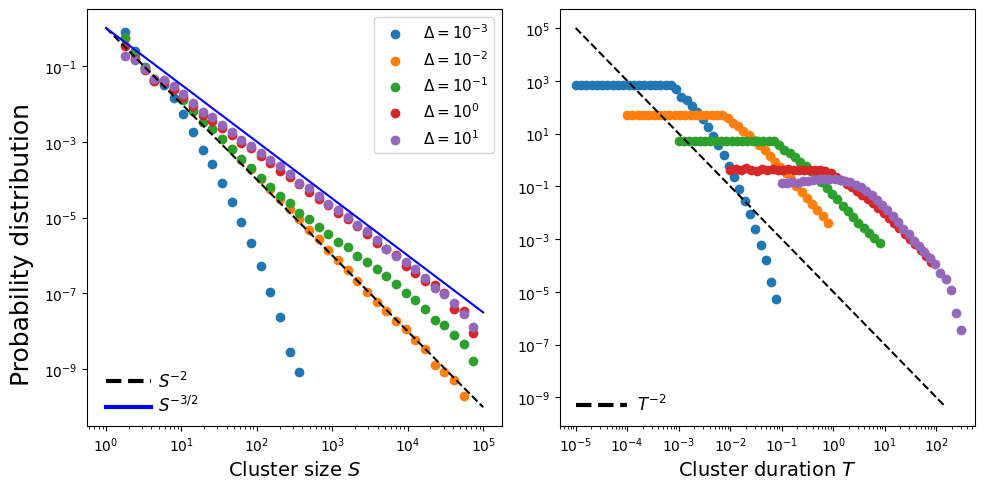 Probability distribution
10^{-1}
10^{-3}
10^{-5}
10^{-7}
10^{-9}
Δ = 10^{-3}
Δ = 10^{-2}
Δ = 10^{-1}
Δ = 10^{0}
Δ = 10^{1}
S^{-2}
S^{-3/2}
10^{0} 10^{1} 10^{2} 10^{3} 10^{4} 10^{5}
Cluster size S
10^{5}
10^{3}
10^{1}
10^{-1}
10^{-3}
10^{-5}
10^{-7}
10^{-9}
T^{-2}
10^{-5} 10^{-4} 10^{-3} 10^{-2} 10^{-1} 10^{0} 10^{1} 10^{2}
Cluster duration T